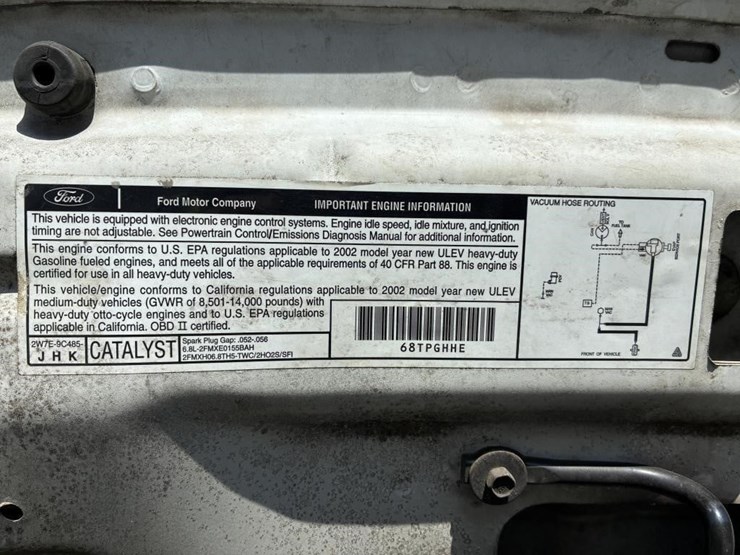 Ford
Ford Motor Company
IMPORTANT ENGINE INFORMATION
This vehicle is equipped with electronic engine control systems. Engine idle speed, idle mixture, and ignition
timing are not adjustable. See Powertrain Control/Emissions Diagnosis Manual for additional information.
This engine conforms to U.S. EPA regulations applicable to 2002 model year new ULEV heavy-duty
Gasoline fueled engines, and meets all of the applicable requirements of 40 CFR Part 88. This engine is
certified for use in all heavy-duty vehicles.
This vehicle/engine conforms to California regulations applicable to 2002 model year new ULEV
medium-duty vehicles (GVWR of 8,501-14,000 pounds) with
heavy-duty otto-cycle engines and to U.S. EPA regulations
applicable in California. OBD II certified.
2W7E-9C485-
J H K
CATALYST
Spark Plug Gap: .052-.056
6.8L-2FMXE0155BAH
2FMXH06.8TH5-TWC/2HO2S/SFI
68TPGHHE
VACUUM HOSE ROUTING
TO
FUEL TANK
FRONT OF VEHICLE